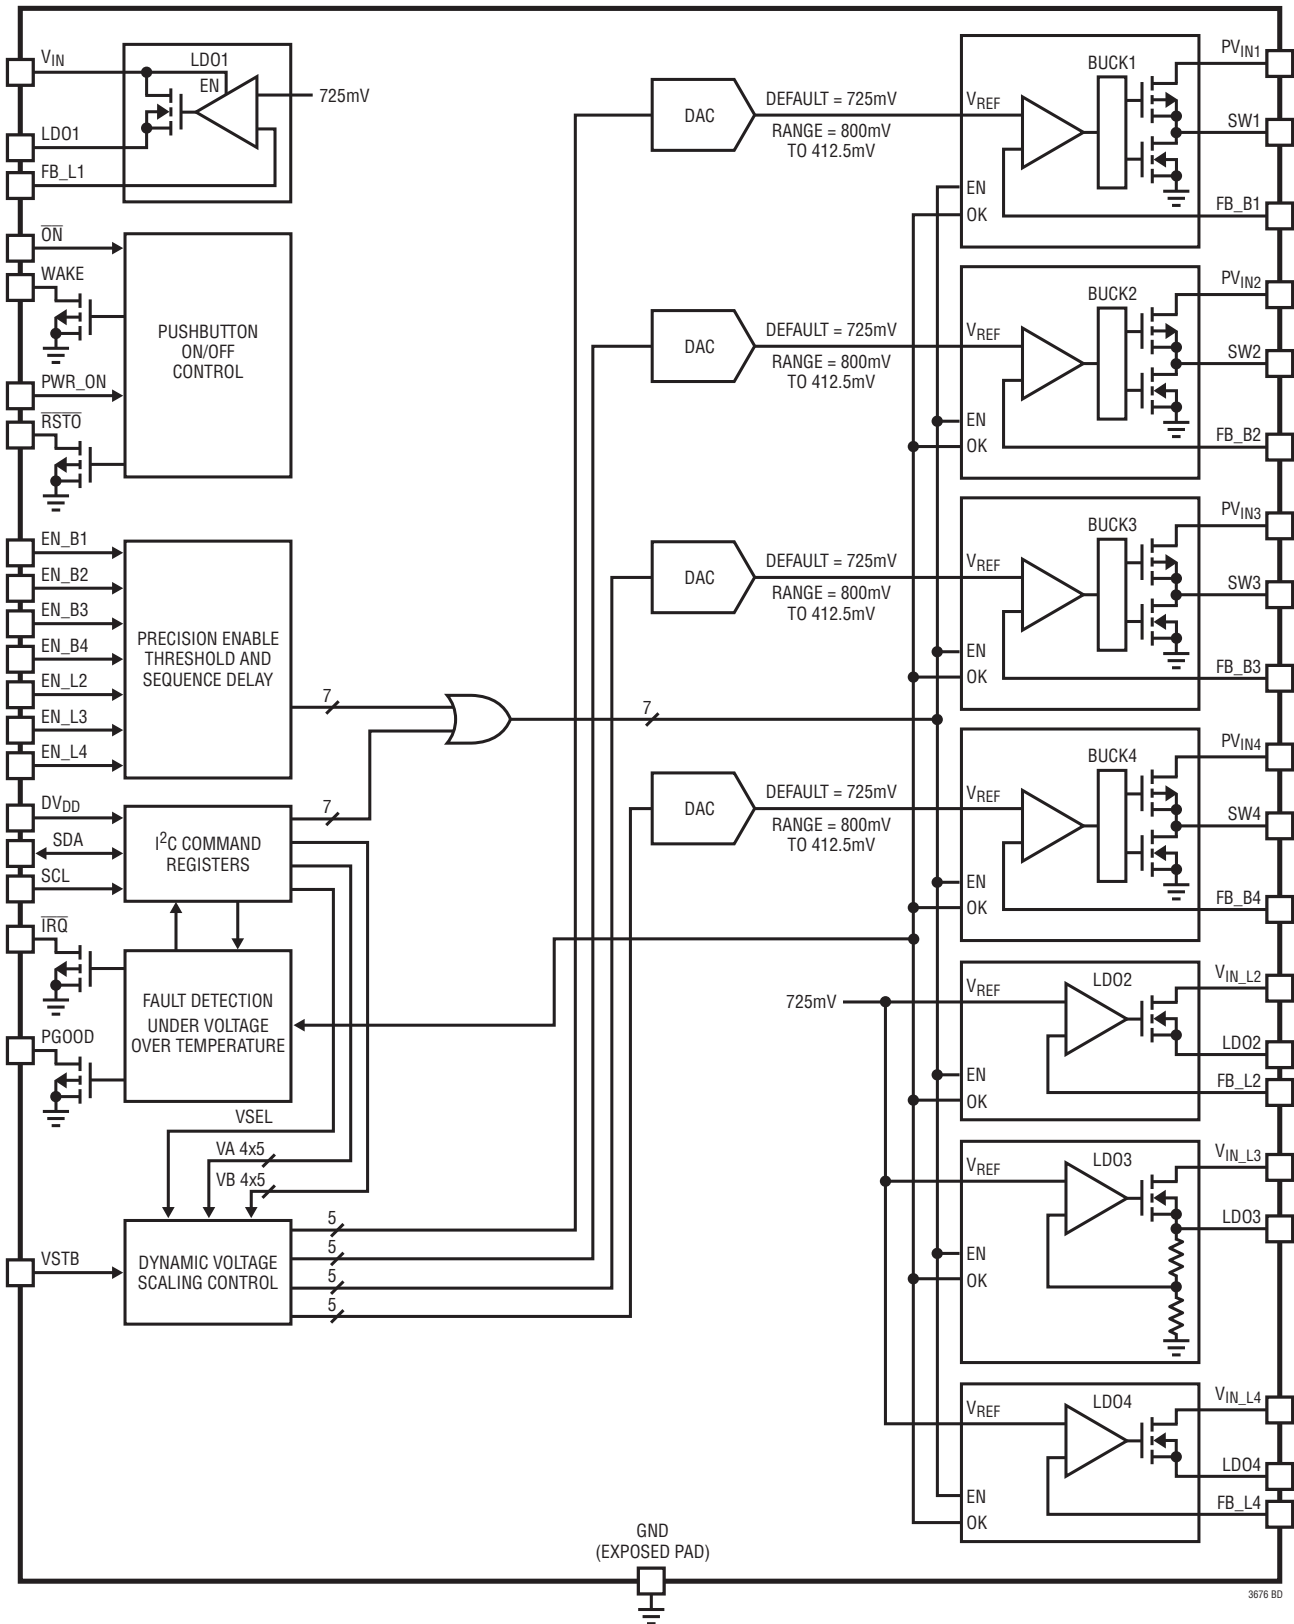 VIN
LDO1
EN
725mV
LDO1
FB_L1
ON
WAKE
PWR_ON
RSTO
PUSHBUTTON
ON/OFF
CONTROL
EN_B1
EN_B2
EN_B3
EN_B4
EN_L2
EN_L3
EN_L4
PRECISION ENABLE
THRESHOLD AND
SEQUENCE DELAY
7
7
7
DVDD
SDA
SCL
I2C COMMAND
REGISTERS
IRQ
PGOOD
FAULT DETECTION
UNDER VOLTAGE
OVER TEMPERATURE
VSEL
VA 4x5
VB 4x5
VSTB
DYNAMIC VOLTAGE
SCALING CONTROL
5
5
5
5
DAC
DEFAULT = 725mV
RANGE = 800mV
TO 412.5mV
DAC
DEFAULT = 725mV
RANGE = 800mV
TO 412.5mV
DAC
DEFAULT = 725mV
RANGE = 800mV
TO 412.5mV
DAC
DEFAULT = 725mV
RANGE = 800mV
TO 412.5mV
725mV
BUCK1
VREF
EN
OK
PVIN1
SW1
FB_B1
BUCK2
VREF
EN
OK
PVIN2
SW2
FB_B2
BUCK3
VREF
EN
OK
PVIN3
SW3
FB_B3
BUCK4
VREF
EN
OK
PVIN4
SW4
FB_B4
LDO2
VREF
EN
OK
VIN_L2
LDO2
FB_L2
LDO3
VREF
EN
OK
VIN_L3
LDO3
LDO4
VREF
EN
OK
VIN_L4
LDO4
FB_L4
GND
(EXPOSED PAD)
3676 BD